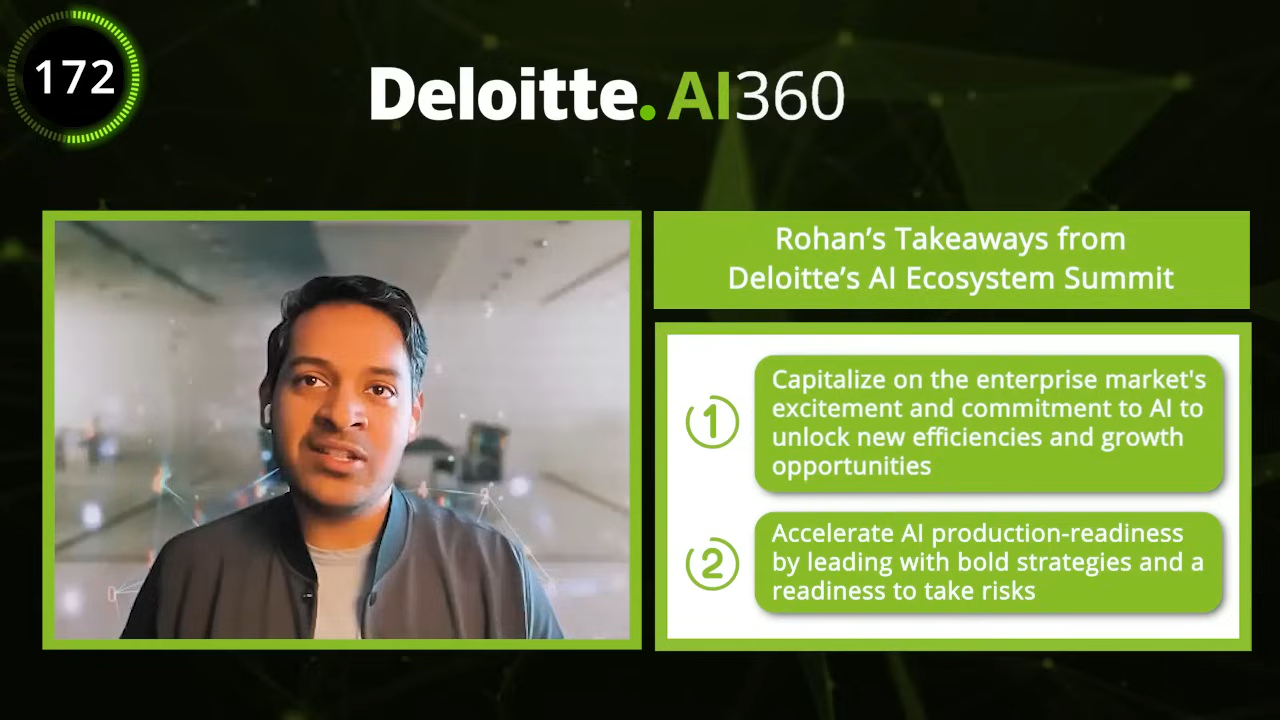 172
Deloitte. AI360
Rohan’s Takeaways from
Deloitte’s AI Ecosystem Summit
1
Capitalize on the enterprise market's
excitement and commitment to AI to
unlock new efficiencies and growth
opportunities
2
Accelerate AI production-readiness
by leading with bold strategies and a
readiness to take risks